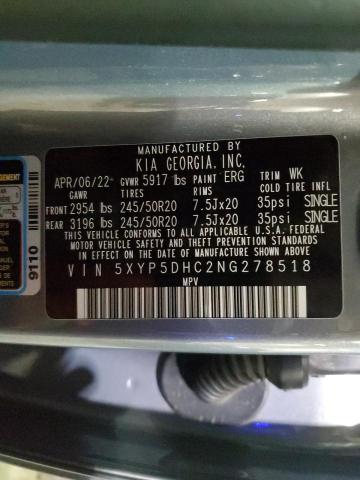 MANUFACTURED BY
KIA GEORGIA, INC.
APR/06/22 GVWR 5917 lbs PAINT ERG TRIM WK
GAWR TIRES RIMS COLD TIRE INFL
FRONT 2954 lbs 245/50R20 7.5Jx20 35psi SINGLE
REAR 3196 lbs 245/50R20 7.5Jx20 35psi SINGLE
THIS VEHICLE CONFORMS TO ALL APPLICABLE U.S.A. FEDERAL
MOTOR VEHICLE SAFETY, BUMPER, AND THEFT PREVENTION STANDARDS
IN EFFECT ON THE DATE OF MANUFACTURE SHOWN ABOVE.
VIN 5XYP5DHC2NG278518
MPV
9110